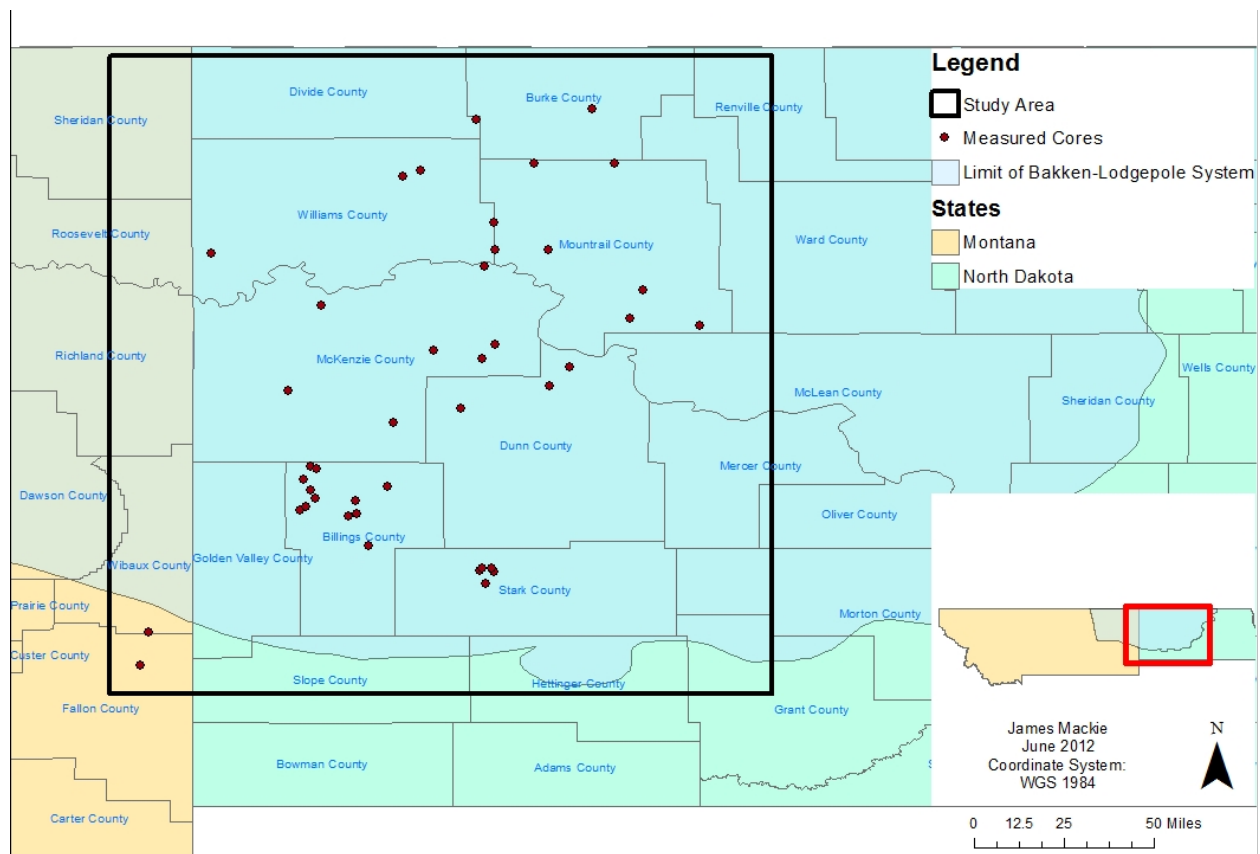 Divide County
Burke County
Renville County
Sheridan County
Williams County
Roosevelt County
Mountrail County
Ward County
Richland County
McKenzie County
McLean County
Wells County
Sheridan County
Dunn County
Mercer County
Dawson County
Oliver County
Billings County
Golden Valley County
Wibaux County
Stark County
Prairie County
Morton County
Custer County
Slope County
Hettinger County
Fallon County
Grant County
Bowman County
Adams County
Carter County
Legend
Study Area
Measured Cores
Limit of Bakken-Lodgepole System
States
Montana
North Dakota
James Mackie
June 2012
Coordinate System:
WGS 1984
N
0 12.5 25 50 Miles